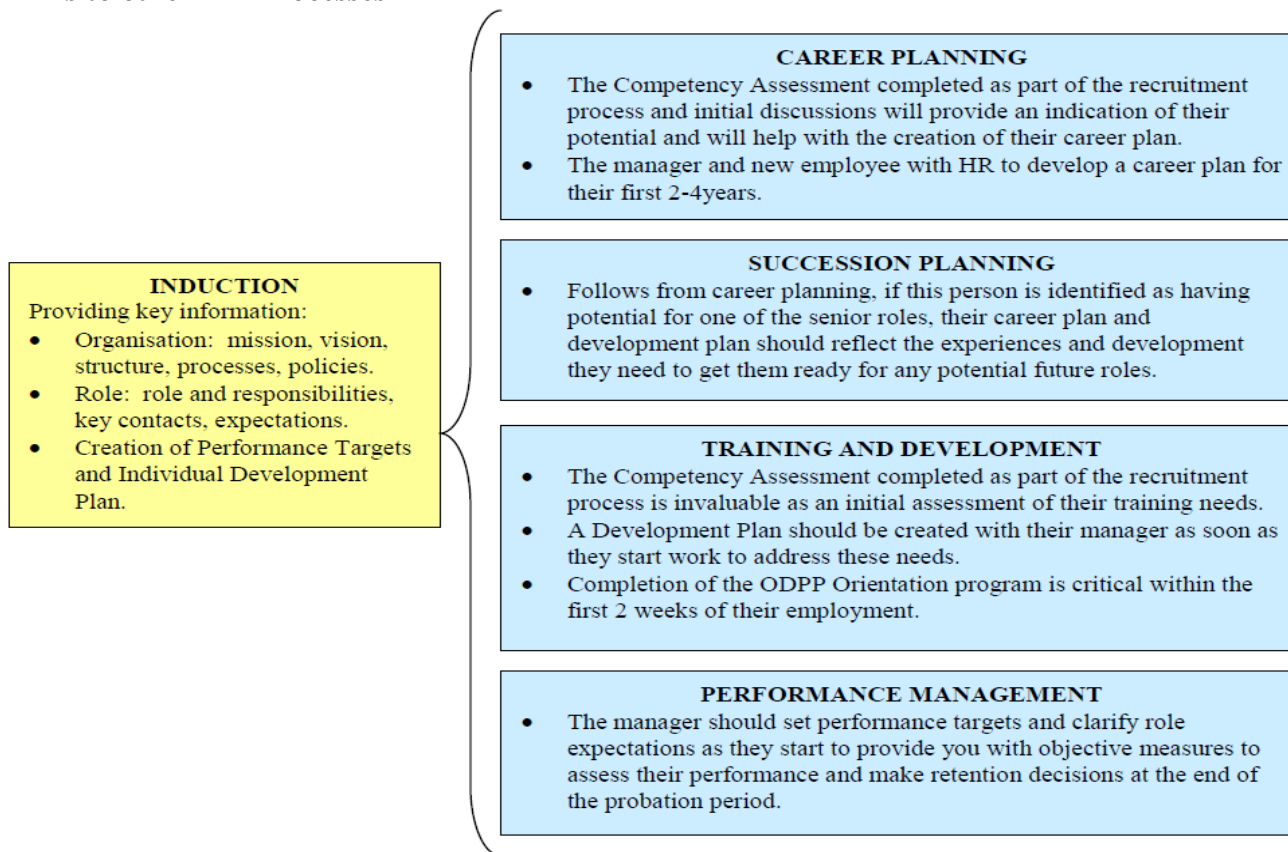 INDUCTION
Providing key information:
• Organisation: mission, vision,
structure, processes, policies.
• Role: role and responsibilities,
key contacts, expectations.
• Creation of Performance Targets
and Individual Development
Plan.
CAREER PLANNING
• The Competency Assessment completed as part of the recruitment
process and initial discussions will provide an indication of their
potential and will help with the creation of their career plan.
• The manager and new employee with HR to develop a career plan for
their first 2-4years.
SUCCESSION PLANNING
• Follows from career planning, if this person is identified as having
potential for one of the senior roles, their career plan and
development plan should reflect the experiences and development
they need to get them ready for any potential future roles.
TRAINING AND DEVELOPMENT
• The Competency Assessment completed as part of the recruitment
process is invaluable as an initial assessment of their training needs.
• A Development Plan should be created with their manager as soon as
they start work to address these needs.
• Completion of the ODPP Orientation program is critical within the
first 2 weeks of their employment.
PERFORMANCE MANAGEMENT
• The manager should set performance targets and clarify role
expectations as they start to provide you with objective measures to
assess their performance and make retention decisions at the end of
the probation period.